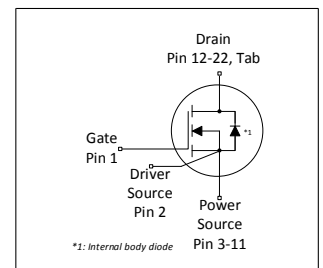 Drain
Pin 12-22, Tab
*1
Gate
Pin 1
Driver
Source
Pin 2
Power
Source
Pin 3-11
*1: Internal body diode